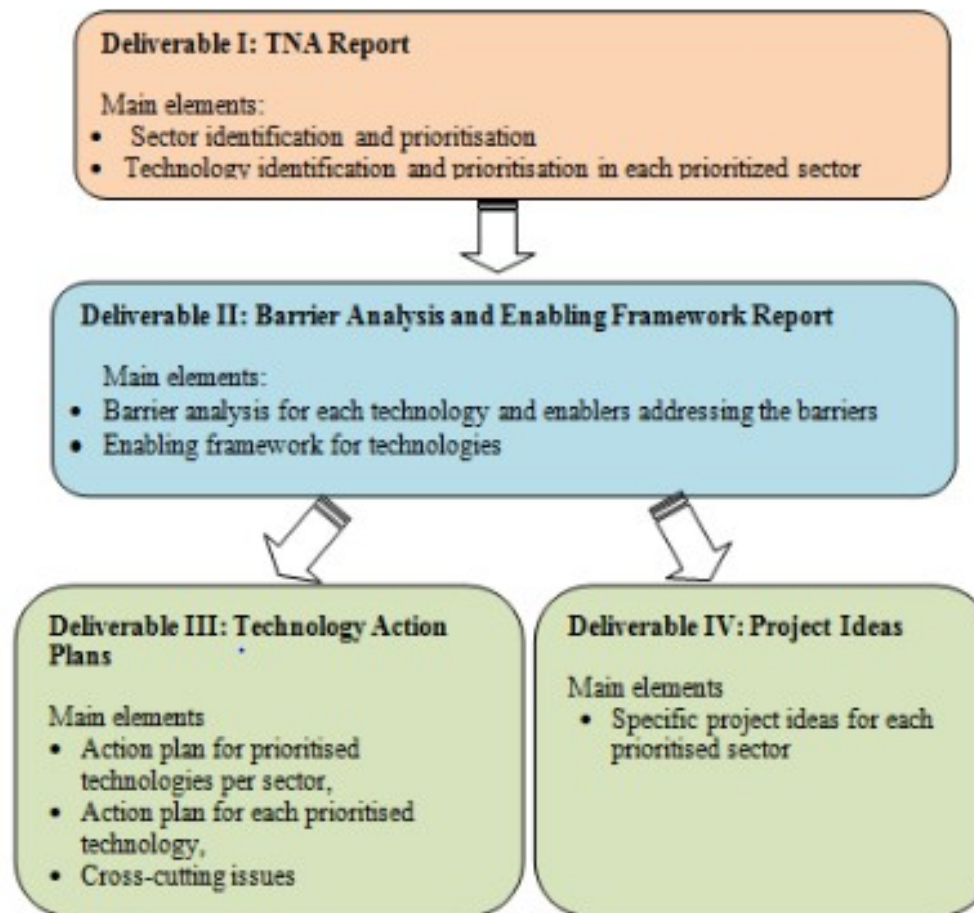 Deliverable I: TNA Report
Main elements:
• Sector identification and prioritisation
• Technology identification and prioritisation in each prioritized sector
Deliverable II: Barrier Analysis and Enabling Framework Report
Main elements:
• Barrier analysis for each technology and enablers addressing the barriers
• Enabling framework for technologies
Deliverable III: Technology Action
Plans
Main elements
• Action plan for prioritised
technologies per sector,
• Action plan for each prioritised
technology,
• Cross-cutting issues
Deliverable IV: Project Ideas
Main elements
• Specific project ideas for each
prioritised sector